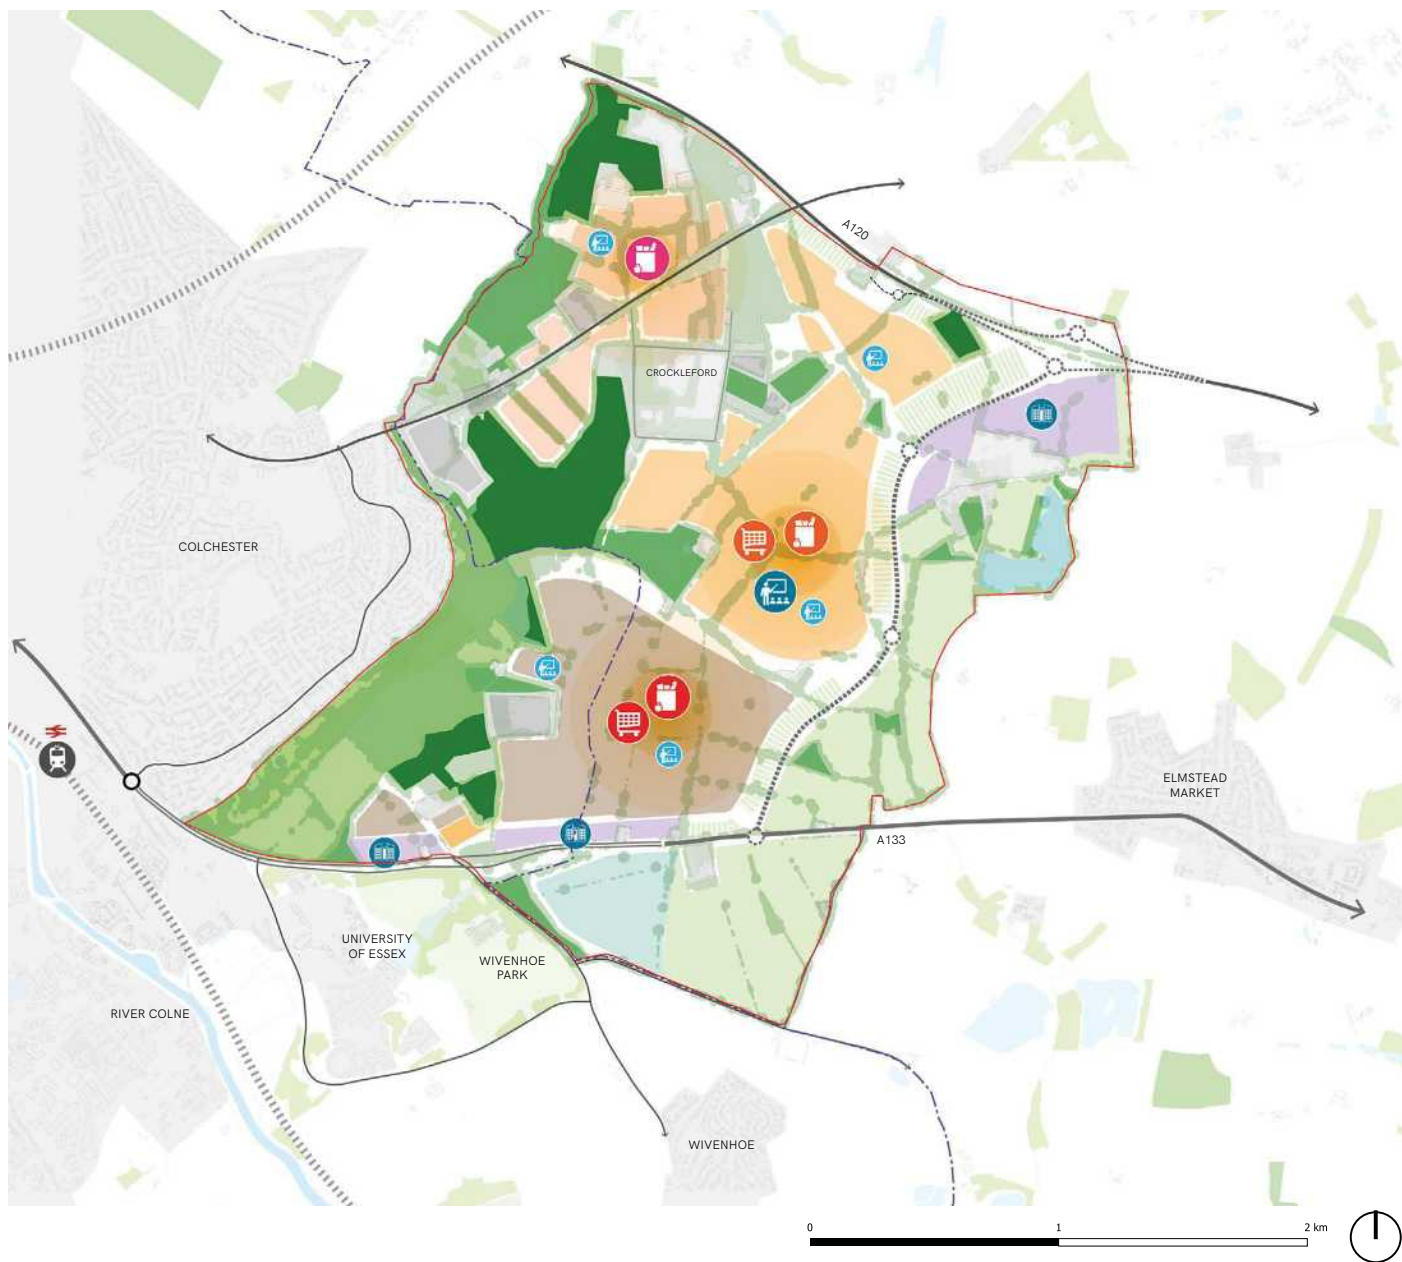 A120
CROCKLEFORD
COLCHESTER
ELMSTEAD
MARKET
A133
UNIVERSITY
OF ESSEX
WIVENHOE
PARK
RIVER COLNE
WIVENHOE
0 1 2 km